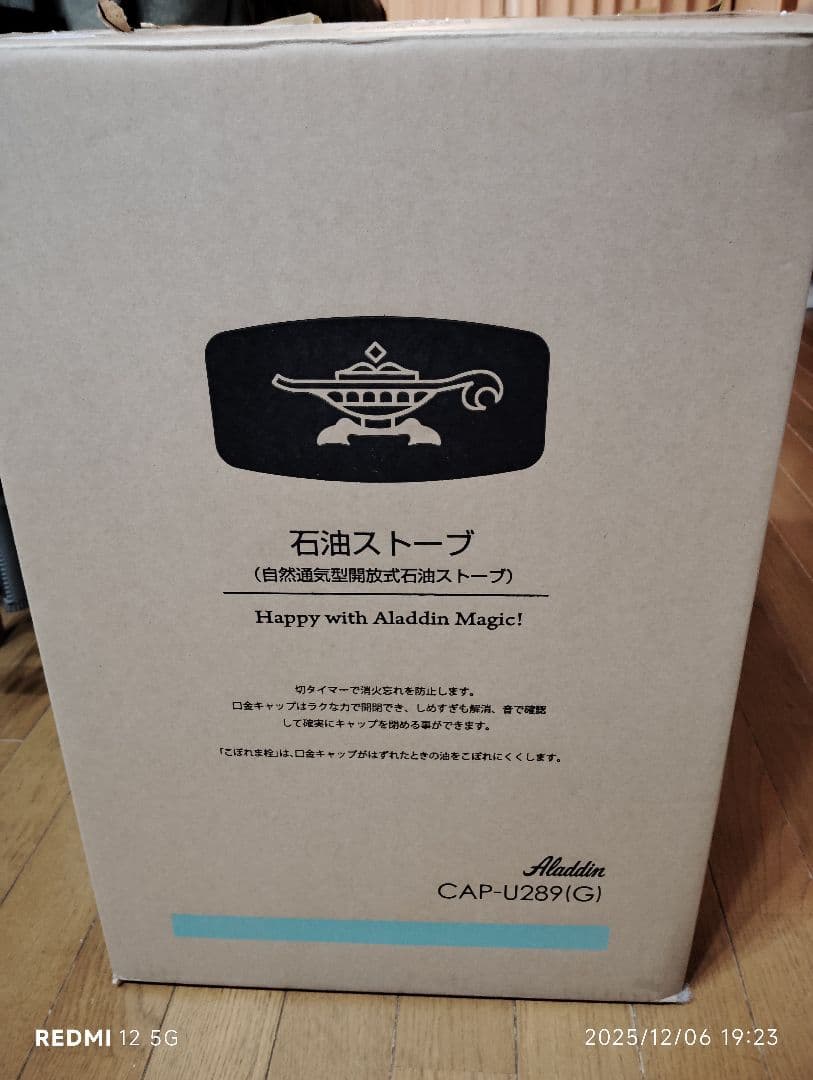 石油ストーブ
（自然通気型開放式石油ストーブ）
Happy with Aladdin Magic!
切タイマーで消火忘れを防止します。
口金キャップはラクな力で開閉でき、しめすぎも解消、音で確認
して確実にキャップを閉める事ができます。
「こぼれま栓」は、口金キャップがはずれたときの油をこぼれにくくします。
Aladdin
CAP-U289(G)
REDMI 12 5G
2025/12/06 19:23